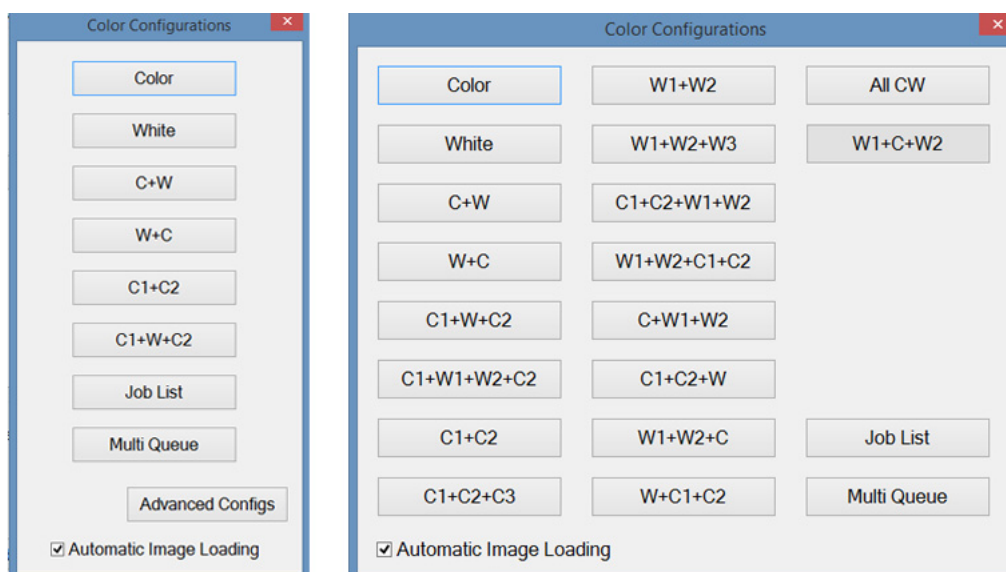 Color Configurations
Color
White
C+W
W+C
C1+C2
C1+W+C2
Job List
Multi Queue
Advanced Configs
Automatic Image Loading
Color Configurations
Color W1+W2 All CW
White W1+W2+W3 W1+C+W2
C+W C1+C2+W1+W2
W+C W1+W2+C1+C2
C1+W+C2 C+W1+W2
C1+W1+W2+C2 C1+C2+W
C1+C2 W1+W2+C Job List
C1+C2+C3 W+C1+C2 Multi Queue
Automatic Image Loading